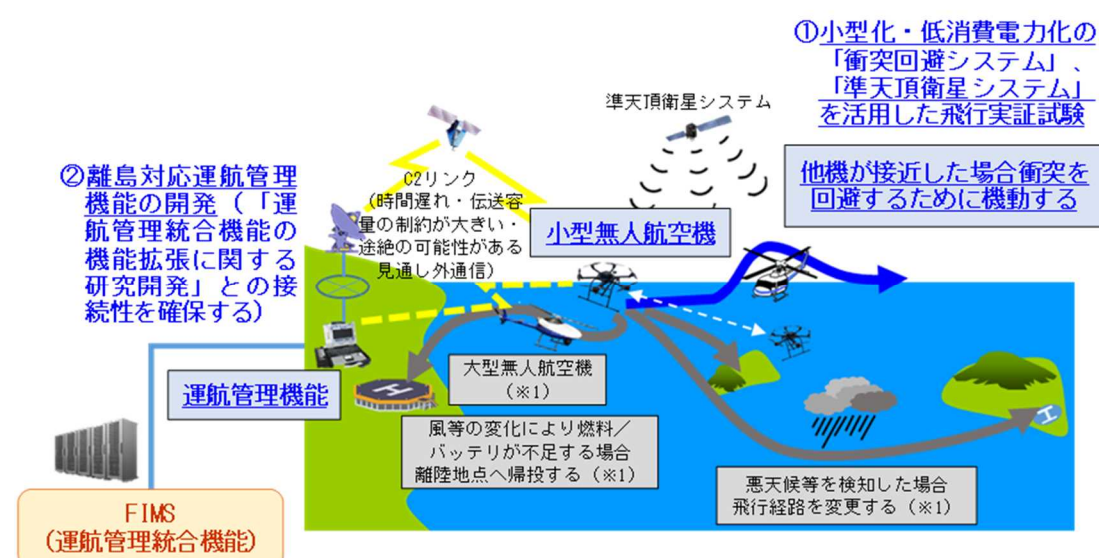 ①小型化・低消費電力化の
「衝突回避システム」、
「準天頂衛星システム」
を活用した飛行実証試験
準天頂衛星システム
他機が接近した場合衝突を
回避するために機動する
②離島対応運航管理
機能の開発（「運
航管理統合機能の
機能拡張に関する
研究開発」との接
続性を確保する）
C2リンク
（時間遅れ・伝送容
量の制約が大きい・
途絶の可能性がある
見通し外通信）
小型無人航空機
大型無人航空機
（※1）
運航管理機能
H
風等の変化により燃料／
バッテリが不足する場合
離陸地点へ帰投する（※1）
H
悪天候等を検知した場合
飛行経路を変更する（※1）
FIMS
（運航管理統合機能）